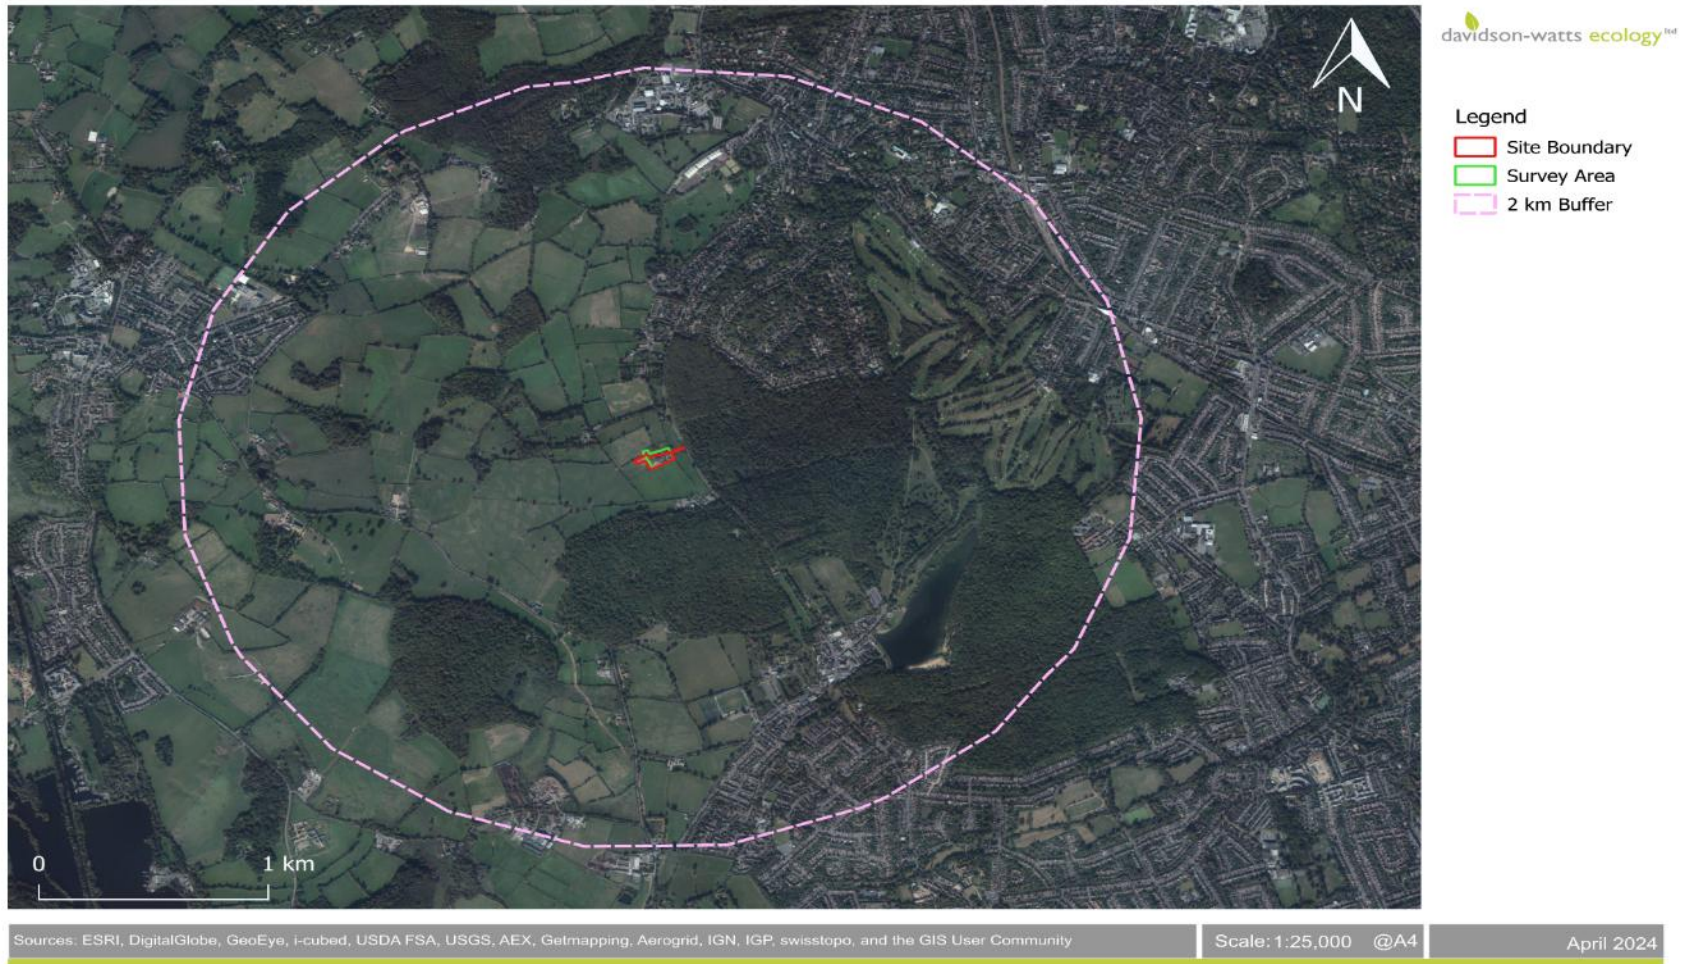 davidson-watts ecology ltd
N
Legend
Site Boundary
Survey Area
2 km Buffer
0 1 km
Sources: ESRI, DigitalGlobe, GeoEye, i-cubed, USDA FSA, USGS, AEX, Getmapping, Aerogrid, IGN, IGP, swisstopo, and the GIS User Community
Scale: 1:25,000 @A4
April 2024